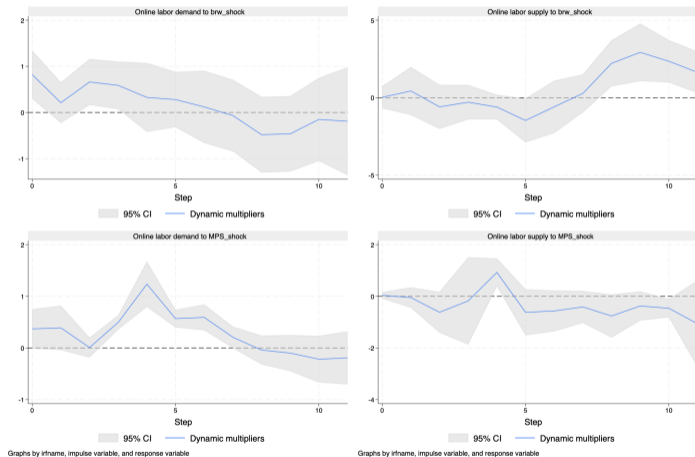 Online labor demand to brw_shock
2
1
0
-1
0 5 10
Step
95% CI Dynamic multipliers
Online labor supply to brw_shock
5
0
-5
0 5 10
Step
95% CI Dynamic multipliers
Online labor demand to MPS_shock
2
1
0
-1
0 5 10
Step
95% CI Dynamic multipliers
Graphs by irfname, impulse variable, and response variable
Online labor supply to MPS_shock
2
0
-2
-4
0 5 10
Step
95% CI Dynamic multipliers
Graphs by irfname, impulse variable, and response variable